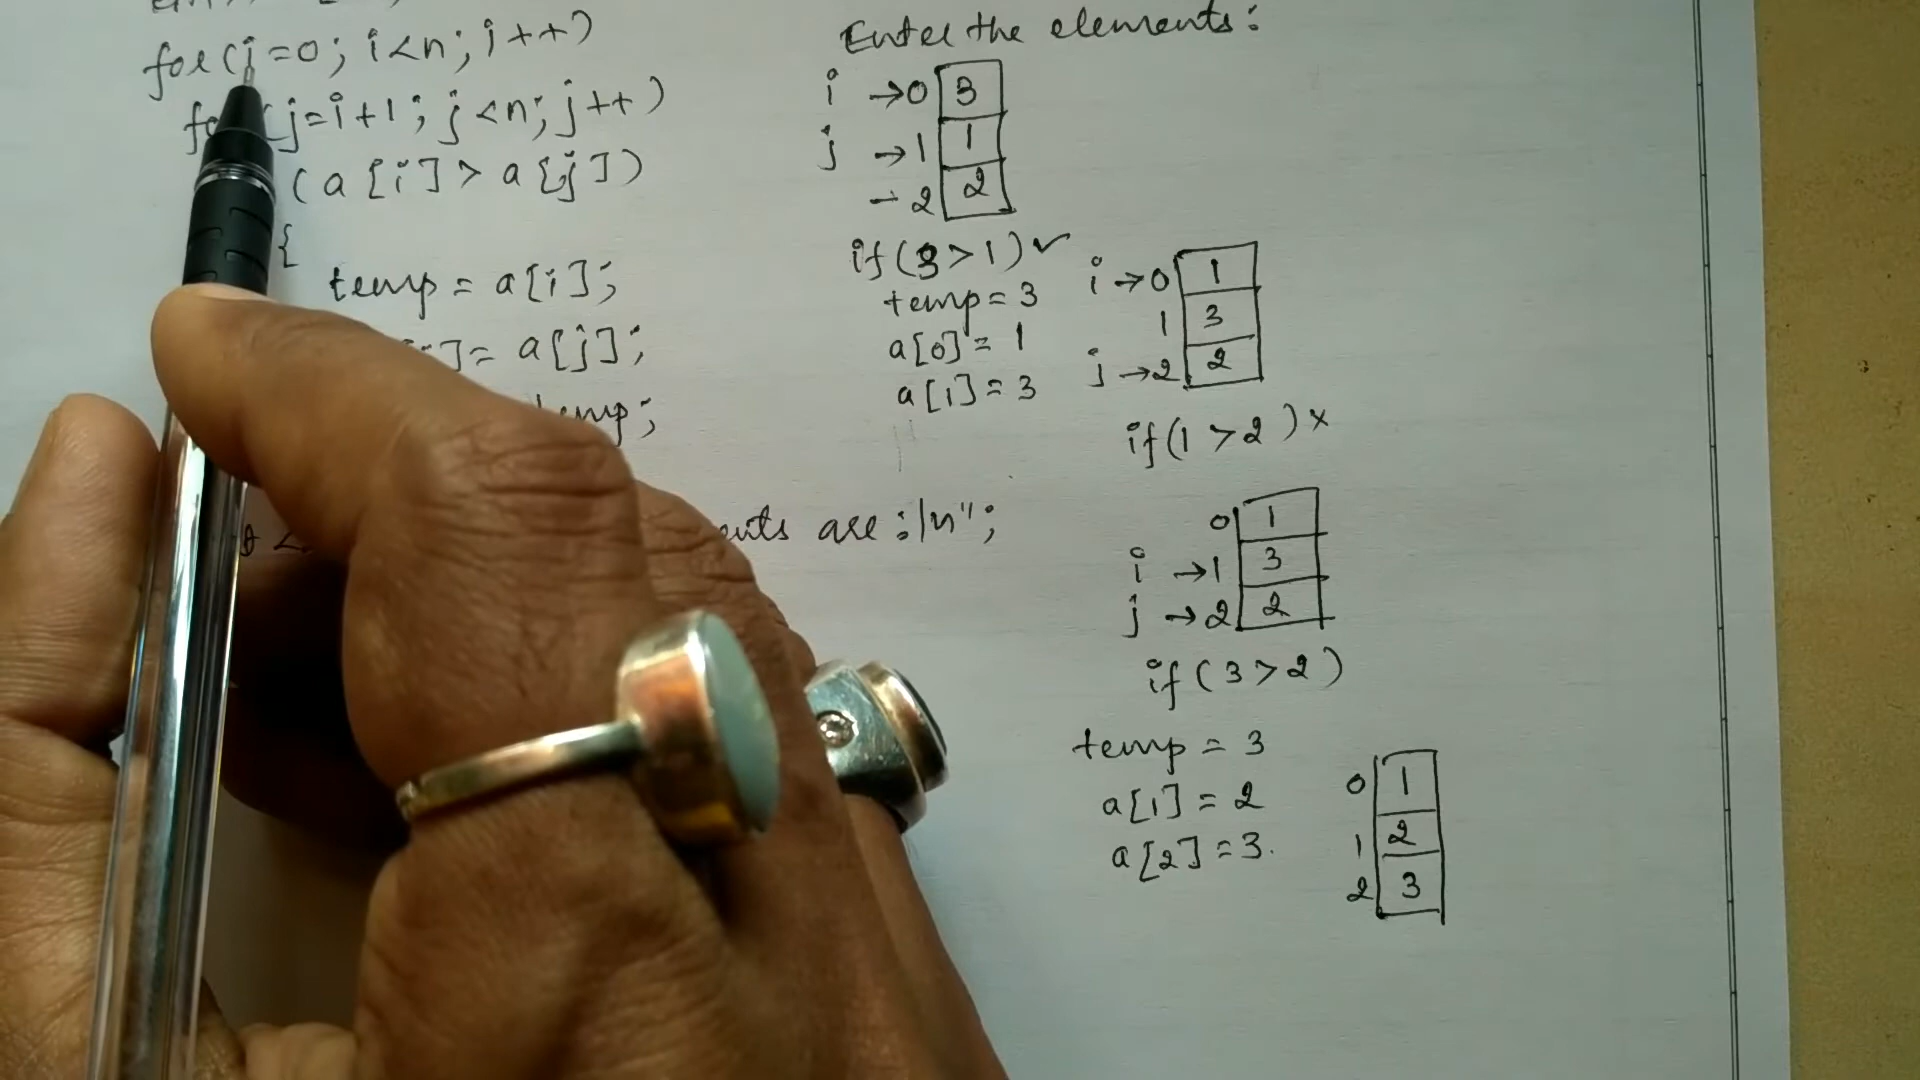 for(i=0; i<n; i++)
(j=i+1; j<n; j++)
(a[i]>a[j])
{
temp = a[i];
]= a[j];
temp;
are:\n";
Enter the elements:
i →0 3
j →1 1
→2 2
if(3>1)✓
temp=3
a[0]=1
a[1]=3
i→0 1
1 3
j→2 2
if(1>2)×
0 1
i →1 3
j →2 2
if(3>2)
temp = 3
a[1] = 2
a[2] = 3.
0 1
1 2
2 3